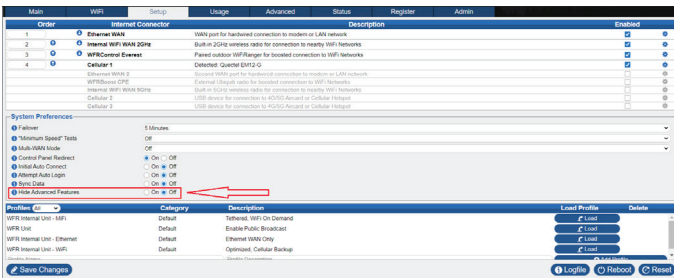 Main WiFi Setup Usage Advanced Status Register Admin
Order Internet Connector Description Enabled
1 Ethernet WAN WAN port for hardwired connection to modem or LAN network
2 Internal WiFi WAN 2GHz Built-in 2GHz wireless radio for connection to nearby WiFi Networks
3 WFRControl Everest Paired outdoor WiFiRanger for boosted connection to WiFi Networks
4 Cellular 1 Detected: Quectel EM12-G
Ethernet WAN 2 Second WAN port for hardwired connection to modem or LAN network
WFRBoost CPE External Ubiquiti radio for boosted connection to WiFi Networks
Internal WiFi WAN 5GHz Built-in 5GHz wireless radio for connection to nearby WiFi Networks
Cellular 2 USB device for connection to 4G/5G Aircard or Cellular Hotspot
Cellular 3 USB device for connection to 4G/5G Aircard or Cellular Hotspot
System Preferences
Failover 5 Minutes
"Minimum Speed" Tests Off
Multi-WAN Mode Off
Control Panel Redirect On Off
Initial Auto Connect On Off
Attempt Auto Login On Off
Sync Data On Off
Hide Advanced Features On Off
Profiles All Category Description Load Profile Delete
WFR Internal Unit - MiFi Default Tethered, WiFi On Demand Load
WFR Unit Default Enable Public Broadcast Load
WFR Internal Unit - Ethernet Default Ethernet WAN Only Load
WFR Internal Unit - WiFi Default Optimized, Cellular Backup Load
Save Changes Logfile Reboot Reset